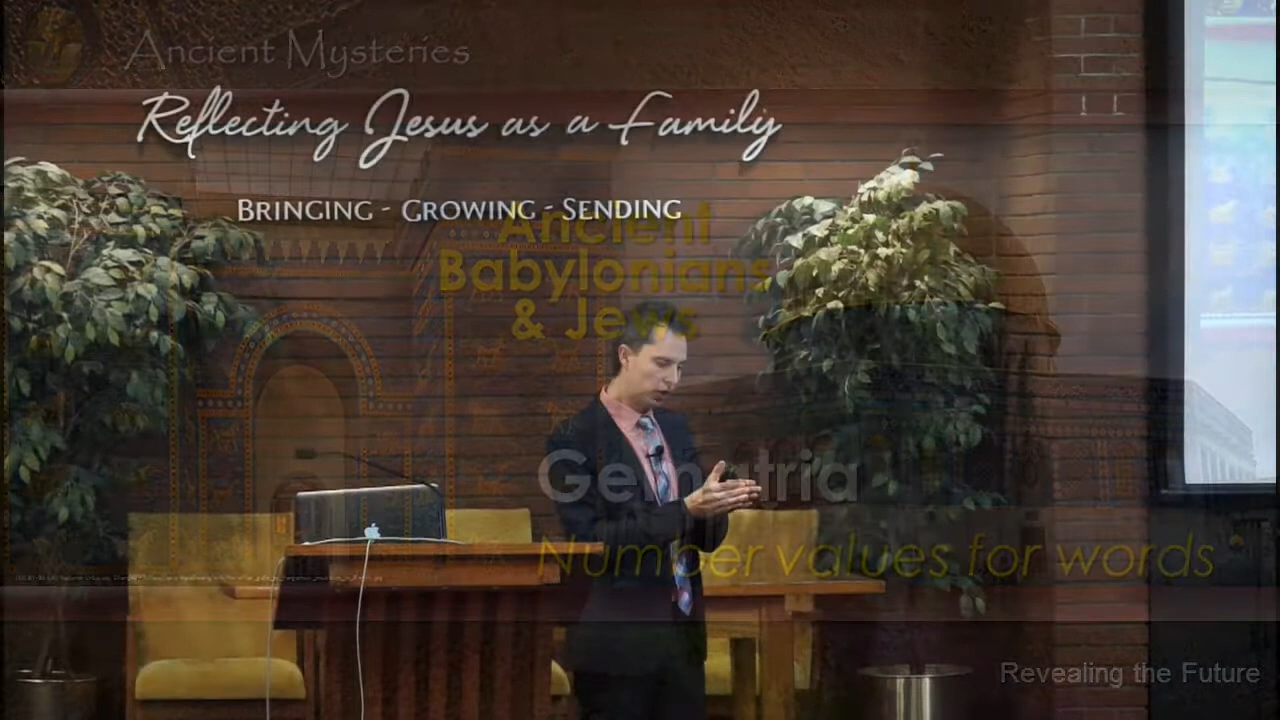 Ancient Mysteries
Reflecting Jesus as a Family
BRINGING - GROWING - SENDING
Ancient
Babylonians
& Jews
Gematria
Number values for words
Revealing the Future